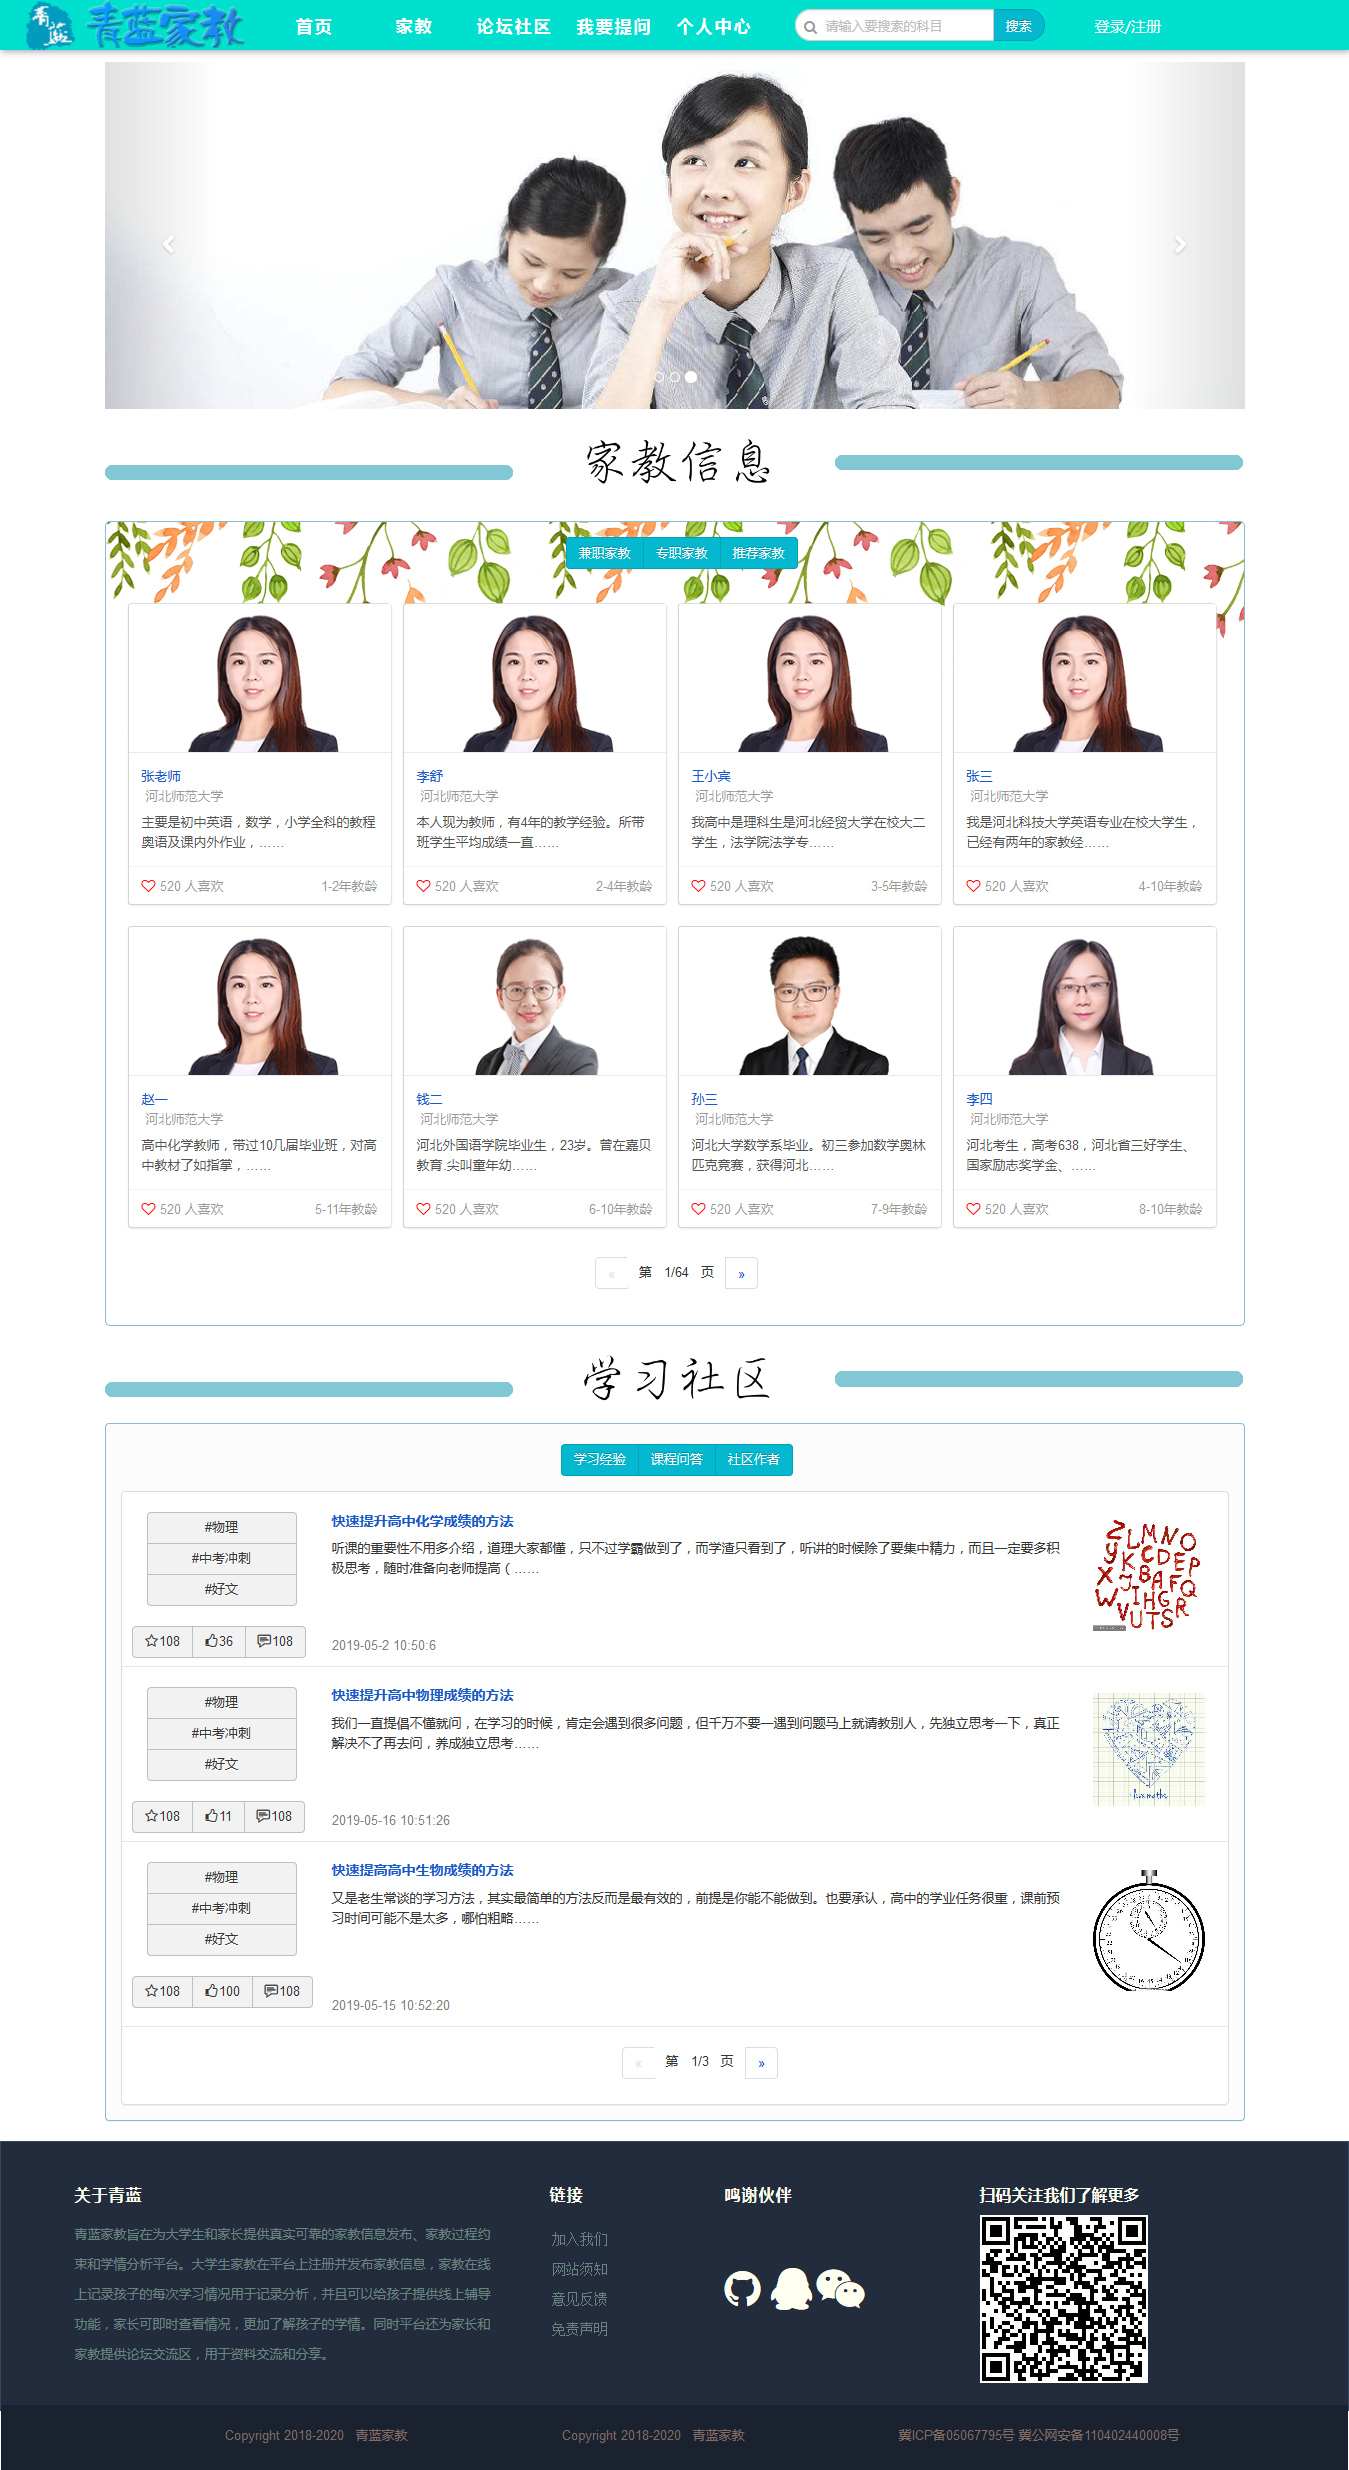 青蓝 青蓝家教 首页 家教 论坛社区 我要提问 个人中心 请输入要搜索的科目 搜索 登录/注册
家教信息
兼职家教 专职家教 推荐家教
张老师
河北师范大学
主要是初中英语，数学，小学全科的教程
奥语及课内外作业，……
520 人喜欢 1-2年教龄
李舒
河北师范大学
本人现为教师，有4年的教学经验。所带
班学生平均成绩一直……
520 人喜欢 2-4年教龄
王小宾
河北师范大学
我高中是理科生是河北经贸大学在校大二
学生，法学院法学专……
520 人喜欢 3-5年教龄
张三
河北师范大学
我是河北科技大学英语专业在校大学生，
已经有两年的家教经……
520 人喜欢 4-10年教龄
赵一
河北师范大学
高中化学教师，带过10几届毕业班，对高
中教材了如指掌，……
520 人喜欢 5-11年教龄
钱二
河北师范大学
河北外国语学院毕业生，23岁。曾在嘉贝
教育.尖叫童年幼……
520 人喜欢 6-10年教龄
孙三
河北师范大学
河北大学数学系毕业。初三参加数学奥林
匹克竞赛，获得河北……
520 人喜欢 7-9年教龄
李四
河北师范大学
河北考生，高考638，河北省三好学生、
国家励志奖学金、……
520 人喜欢 8-10年教龄
« 第 1/64 页 »
学习社区
学习经验 课程问答 社区作者
#物理
#中考冲刺
#好文
108 36 108
快速提升高中化学成绩的方法
听课的重要性不用多介绍，道理大家都懂，只不过学霸做到了，而学渣只看到了，听讲的时候除了要集中精力，而且一定要多积
极思考，随时准备向老师提高（……
2019-05-2 10:50:6
#物理
#中考冲刺
#好文
108 11 108
快速提升高中物理成绩的方法
我们一直提倡不懂就问，在学习的时候，肯定会遇到很多问题，但千万不要一遇到问题马上就请教别人，先独立思考一下，真正
解决不了再去问，养成独立思考……
2019-05-16 10:51:26
#物理
#中考冲刺
#好文
108 100 108
快速提高高中生物成绩的方法
又是老生常谈的学习方法，其实最简单的方法反而是最有效的，前提是你能不能做到。也要承认，高中的学业任务很重，课前预
习时间可能不是太多，哪怕粗略……
2019-05-15 10:52:20
« 第 1/3 页 »
关于青蓝
青蓝家教旨在为大学生和家长提供真实可靠的家教信息发布、家教过程约
束和学情分析平台。大学生家教在平台上注册并发布家教信息，家教在线
上记录孩子的每次学习情况用于记录分析，并且可以给孩子提供线上辅导
功能，家长可即时查看情况，更加了解孩子的学情。同时平台还为家长和
家教提供论坛交流区，用于资料交流和分享。
链接
加入我们
网站须知
意见反馈
免责声明
鸣谢伙伴
扫码关注我们了解更多
Copyright 2018-2020 青蓝家教 Copyright 2018-2020 青蓝家教 冀ICP备05067795号 冀公网安备110402440008号